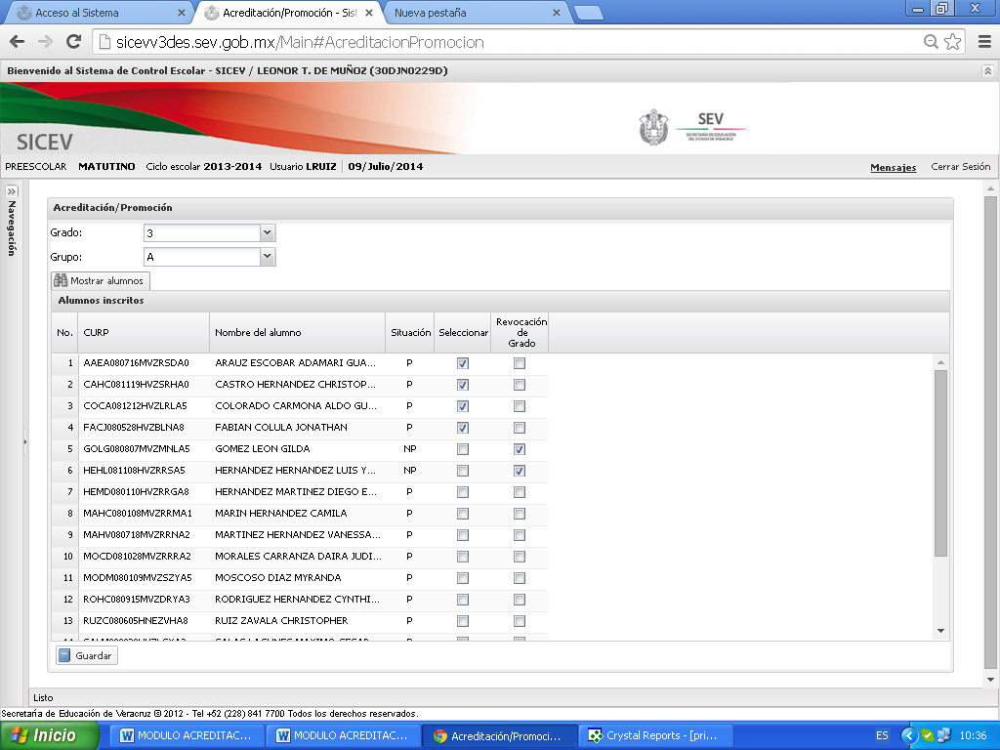 Acceso al Sistema
Acreditación/Promoción - Sist
Nueva pestaña
sicevv3des.sev.gob.mx/Main#AcreditacionPromocion
Bienvenido al Sistema de Control Escolar - SICEV / LEONOR T. DE MUÑOZ (30DJN0229D)
SICEV
SEV
SECRETARÍA DE EDUCACIÓN
DEL ESTADO DE VERACRUZ
PREESCOLAR MATUTINO Ciclo escolar 2013-2014 Usuario LRUIZ 09/Julio/2014 Mensajes Cerrar Sesión
Navegación
Acreditación/Promoción
Grado: 3
Grupo: A
Mostrar alumnos
Alumnos inscritos
No. CURP Nombre del alumno Situación Seleccionar Revocación de Grado
1 AAEA080716MVZRSDA0 ARAUZ ESCOBAR ADAMARI GUA... P
2 CAHC081119HVZSRHA0 CASTRO HERNANDEZ CHRISTOP... P
3 COCA081212HVZLRLA5 COLORADO CARMONA ALDO GU... P
4 FACJ080528HVZBLNA8 FABIAN COLULA JONATHAN P
5 GOLG080807MVZMNLA5 GOMEZ LEON GILDA NP
6 HEHL081108HVZRRSA5 HERNANDEZ HERNANDEZ LUIS Y... NP
7 HEMD080110HVZRRGA8 HERNANDEZ MARTINEZ DIEGO E... P
8 MAHC080108MVZRRMA1 MARIN HERNANDEZ CAMILA P
9 MAHV080718MVZRRNA2 MARTINEZ HERNANDEZ VANESSA... P
10 MOCD081028MVZRRRA2 MORALES CARRANZA DAIRA JUDI... P
11 MODM080109MVZSZYA5 MOSCOSO DIAZ MYRANDA P
12 ROHC080915MVZDRYA3 RODRIGUEZ HERNANDEZ CYNTHI... P
13 RUZC080605HNEZVHA8 RUIZ ZAVALA CHRISTOPHER P
Guardar
Listo
Secretaría de Educación de Veracruz © 2012 - Tel +52 (228) 841 7700 Todos los derechos reservados.
Inicio
MODULO ACREDITAC...
MODULO ACREDITAC...
Acreditación/Promoci...
Crystal Reports - [pri...
ES
10:36